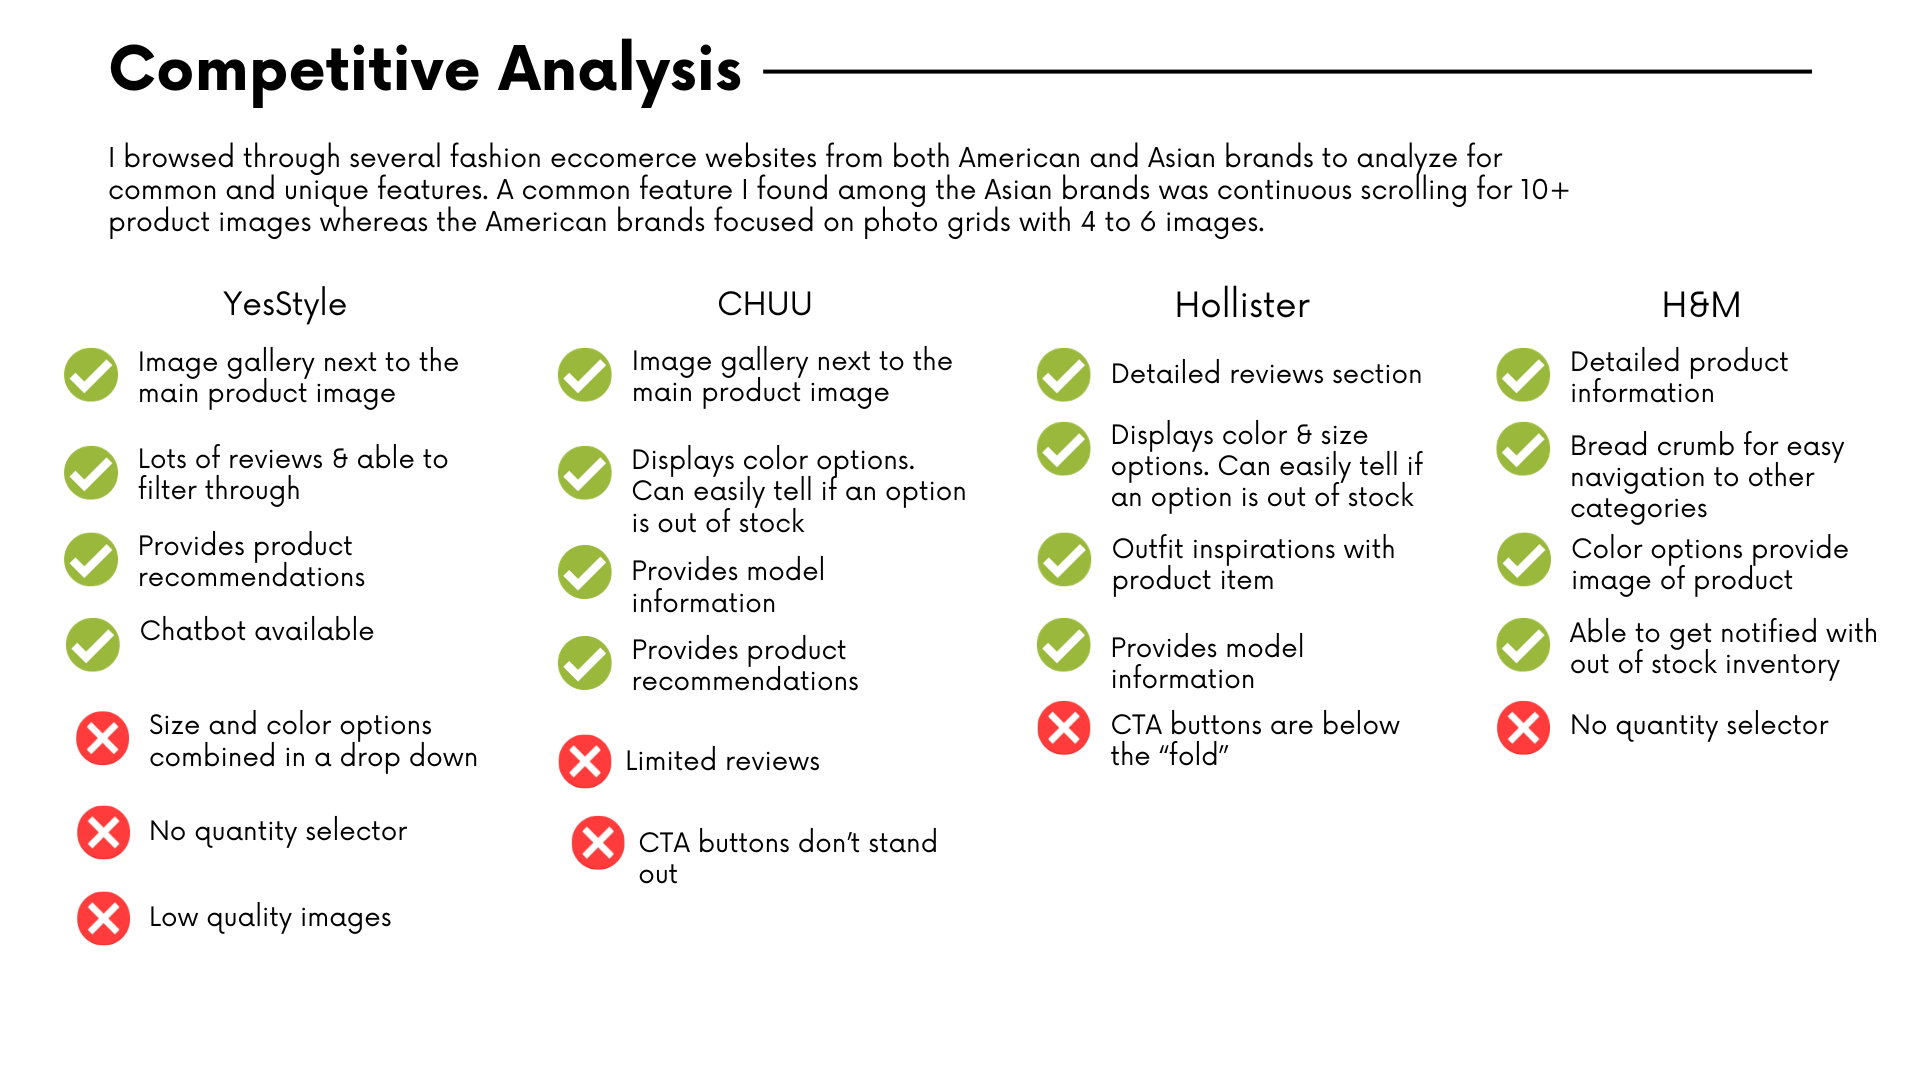 Competitive Analysis
I browsed through several fashion eccomerce websites from both American and Asian brands to analyze for
common and unique features. A common feature I found among the Asian brands was continuous scrolling for 10+
product images whereas the American brands focused on photo grids with 4 to 6 images.
YesStyle
Image gallery next to the
main product image
Lots of reviews & able to
filter through
Provides product
recommendations
Chatbot available
Size and color options
combined in a drop down
No quantity selector
Low quality images
CHUU
Image gallery next to the
main product image
Displays color options.
Can easily tell if an option
is out of stock
Provides model
information
Provides product
recommendations
Limited reviews
CTA buttons don’t stand
out
Hollister
Detailed reviews section
Displays color & size
options. Can easily tell if
an option is out of stock
Outfit inspirations with
product item
Provides model
information
CTA buttons are below
the “fold”
H&M
Detailed product
information
Bread crumb for easy
navigation to other
categories
Color options provide
image of product
Able to get notified with
out of stock inventory
No quantity selector